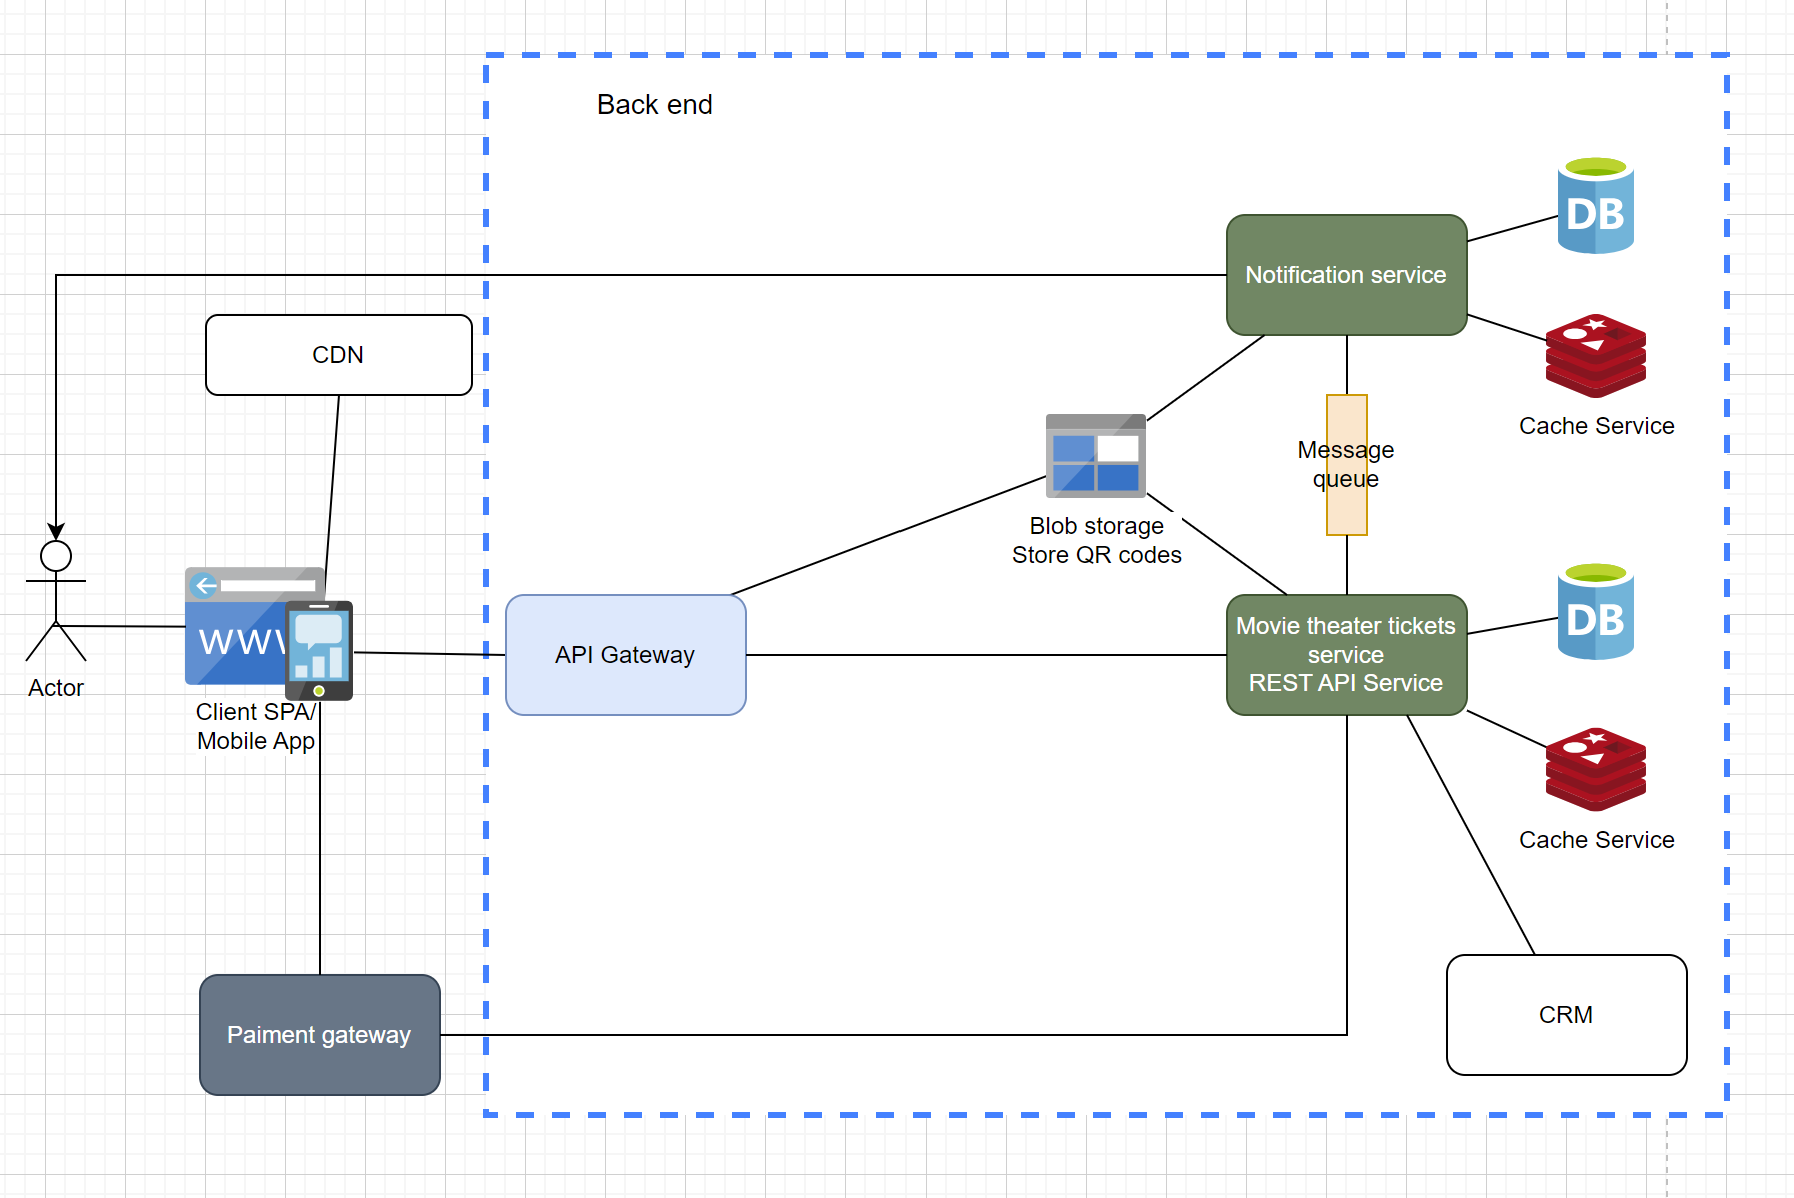 Back end
DB
Notification service
CDN
Cache Service
Message
queue
Blob storage
Store QR codes
DB
Movie theater tickets
service
REST API Service
API Gateway
WW
Actor
Client SPA/
Mobile App
Cache Service
CRM
Paiment gateway